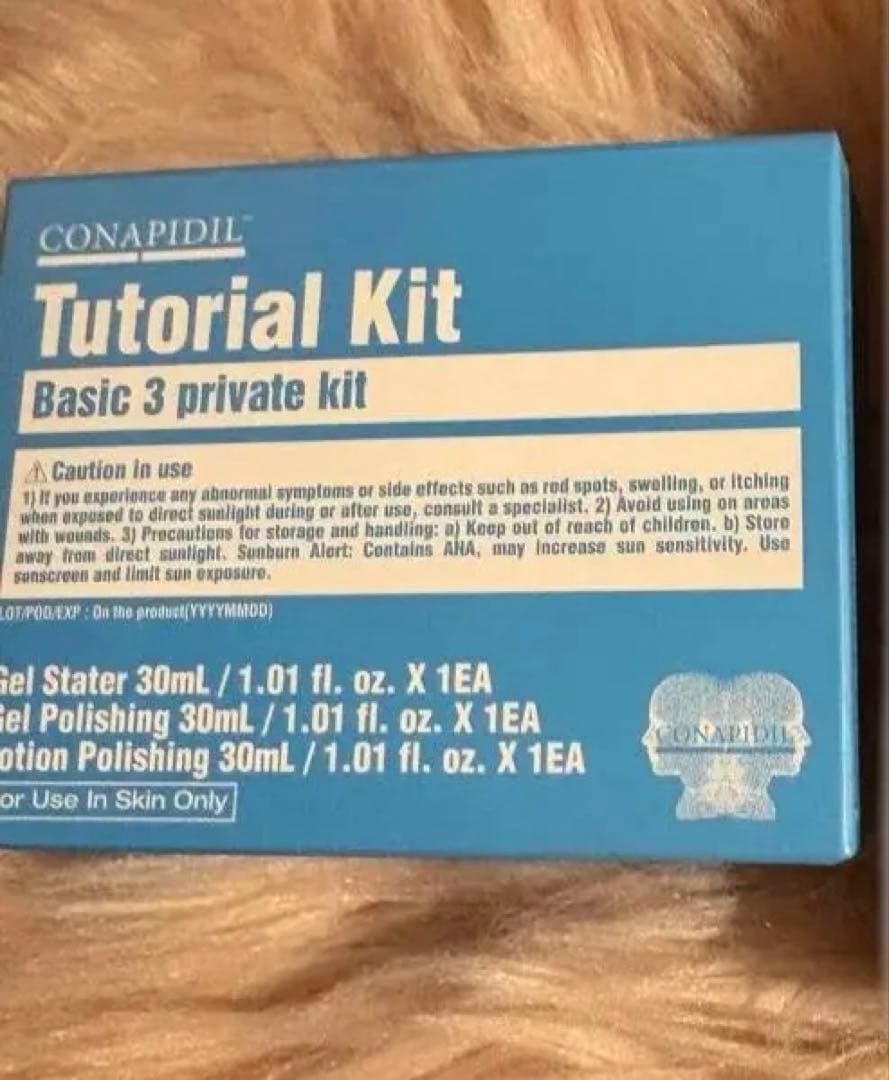 CONAPIDIL™
Tutorial Kit
Basic 3 private kit
⚠ Caution in use
1) If you experience any abnormal symptoms or side effects such as red spots, swelling, or itching
when exposed to direct sunlight during or after use, consult a specialist. 2) Avoid using on areas
with wounds. 3) Precautions for storage and handling: a) Keep out of reach of children. b) Store
away from direct sunlight. Sunburn Alert: Contains AHA, may increase sun sensitivity. Use
sunscreen and limit sun exposure.
LOT/POO/EXP : On the product(YYYYMMDD)
Gel Stater 30mL / 1.01 fl. oz. X 1EA
Gel Polishing 30mL / 1.01 fl. oz. X 1EA
otion Polishing 30mL / 1.01 fl. oz. X 1EA
or Use In Skin Only
CONAPIDIL